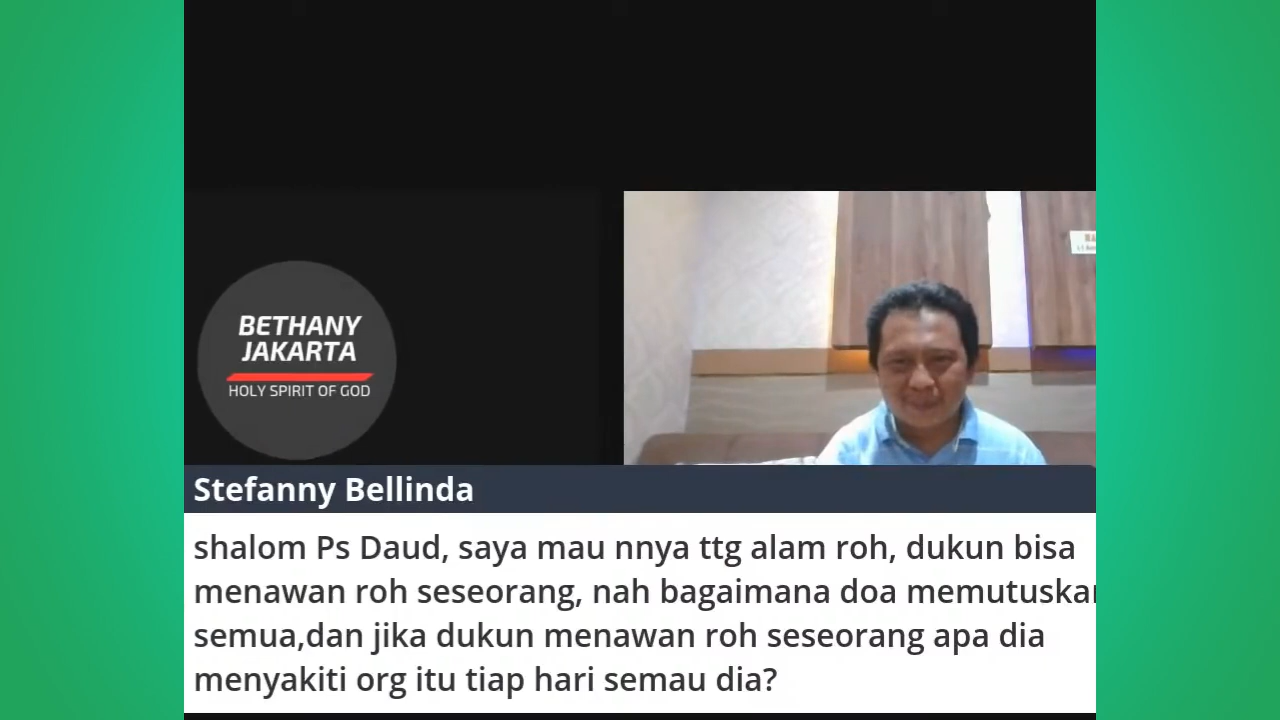 BETHANY
JAKARTA
HOLY SPIRIT OF GOD
Stefanny Bellinda
shalom Ps Daud, saya mau nnya ttg alam roh, dukun bisa
menawan roh seseorang, nah bagaimana doa memutuskan
semua,dan jika dukun menawan roh seseorang apa dia
menyakiti org itu tiap hari semau dia?